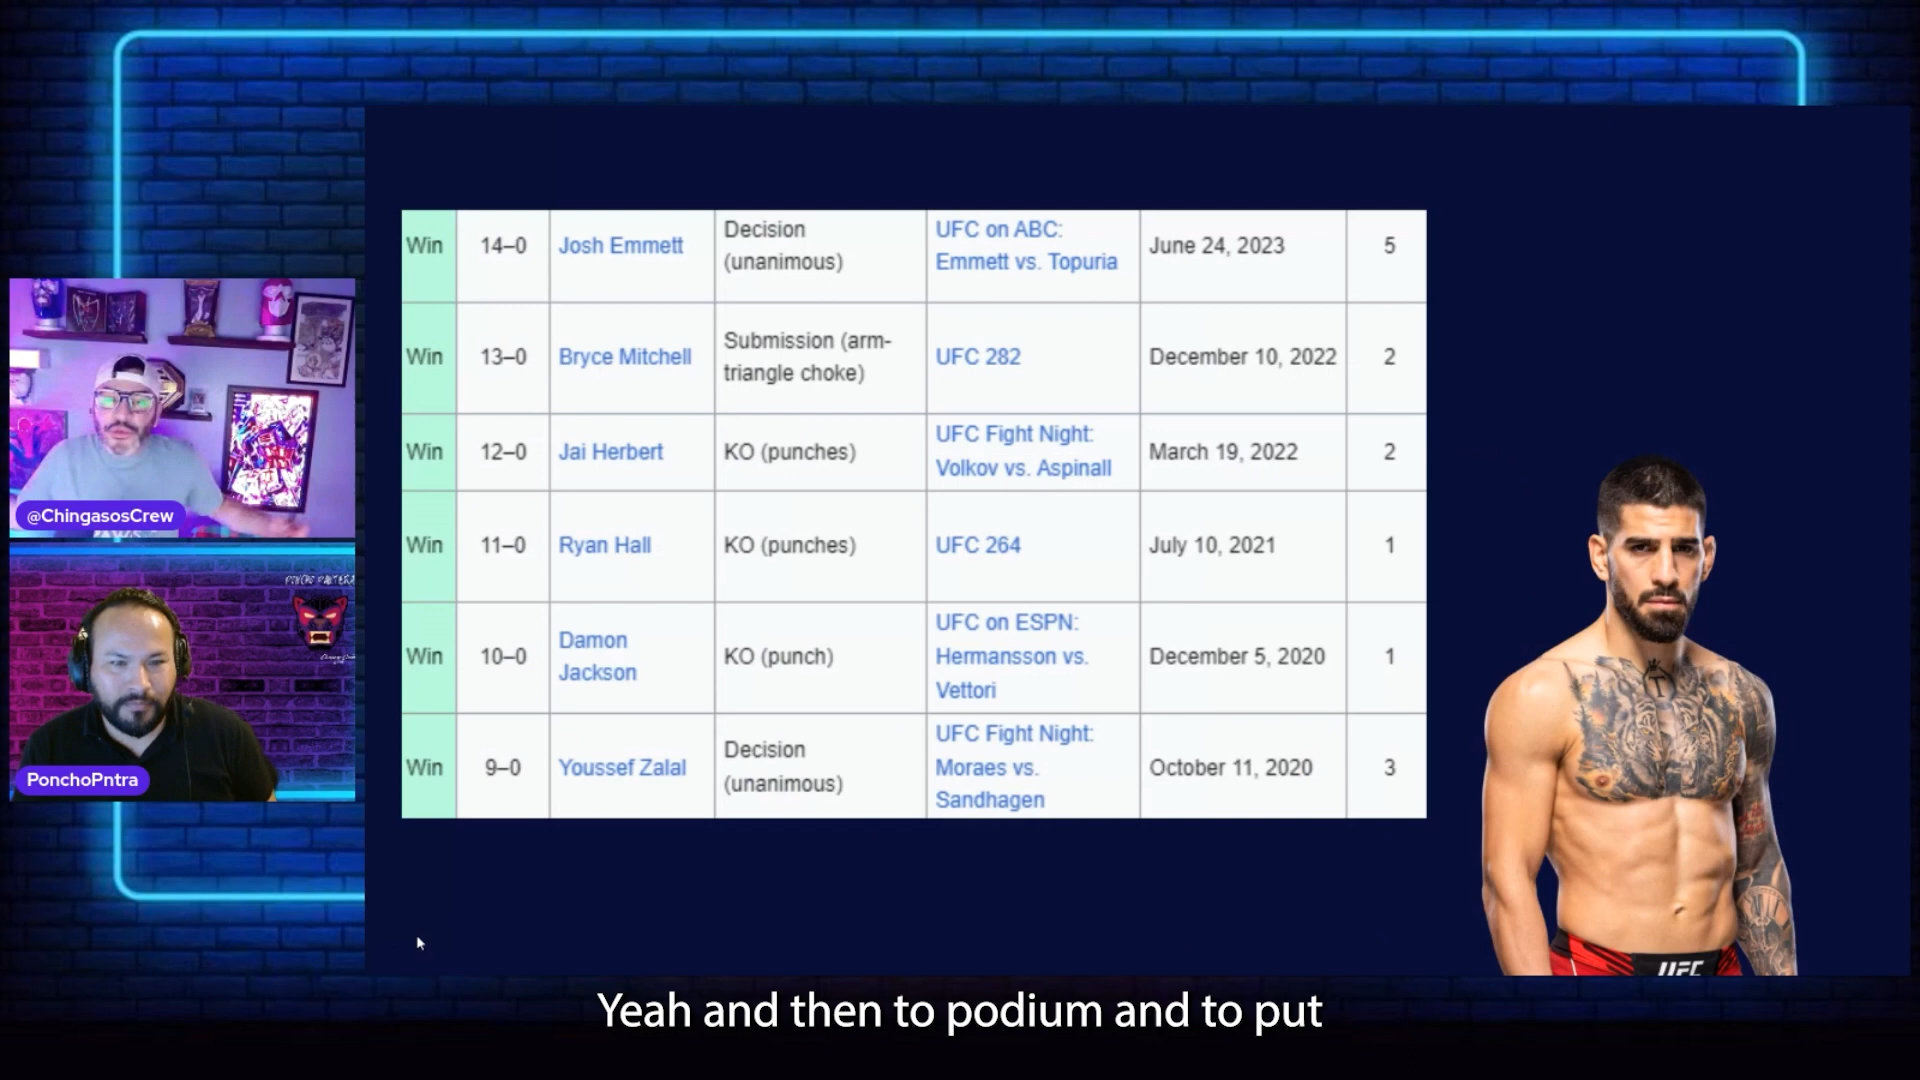 Win 14–0 Josh Emmett Decision (unanimous) UFC on ABC: Emmett vs. Topuria June 24, 2023 5
Win 13–0 Bryce Mitchell Submission (arm-triangle choke) UFC 282 December 10, 2022 2
Win 12–0 Jai Herbert KO (punches) UFC Fight Night: Volkov vs. Aspinall March 19, 2022 2
Win 11–0 Ryan Hall KO (punches) UFC 264 July 10, 2021 1
Win 10–0 Damon Jackson KO (punch) UFC on ESPN: Hermansson vs. Vettori December 5, 2020 1
Win 9–0 Youssef Zalal Decision (unanimous) UFC Fight Night: Moraes vs. Sandhagen October 11, 2020 3
@ChingasosCrew
PONCHO PANTERA
PonchoPntra
T
UFC
Yeah and then to podium and to put